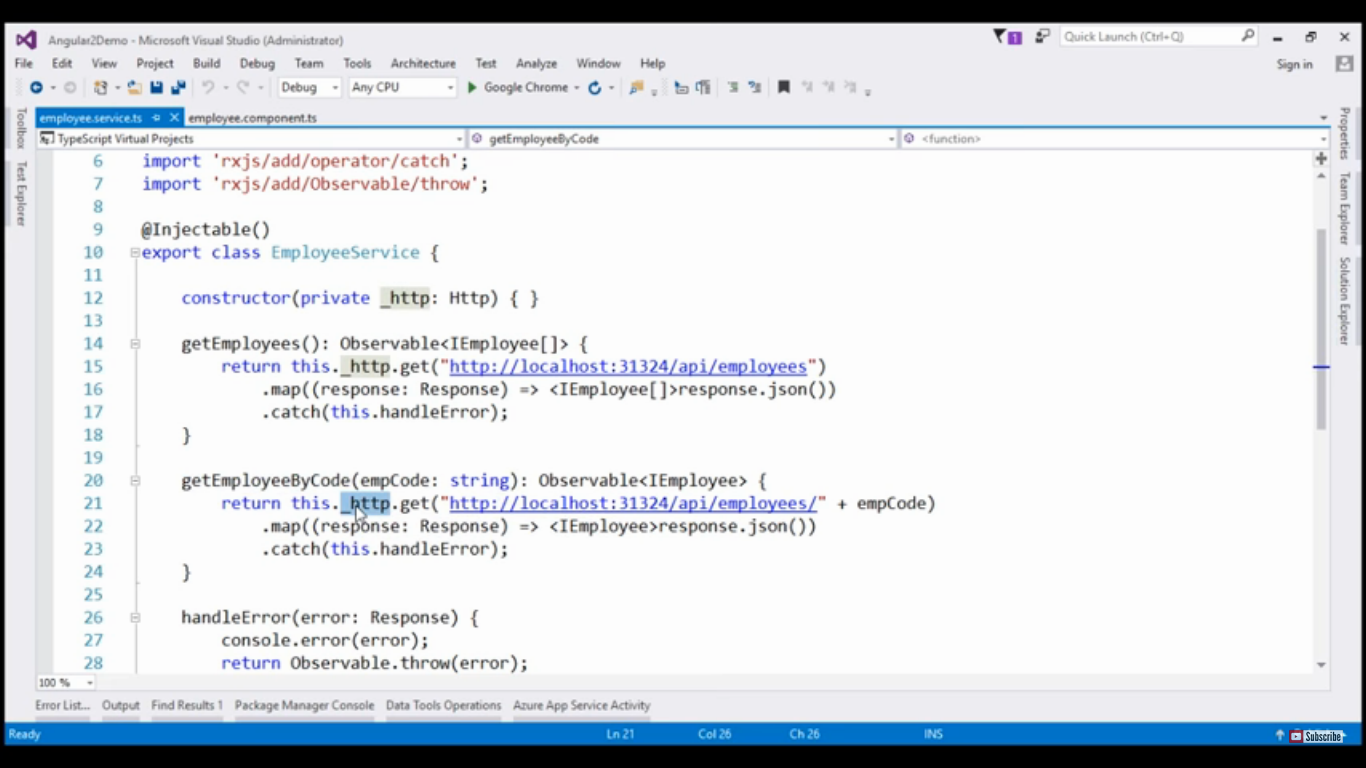 Angular2Demo - Microsoft Visual Studio (Administrator)
1
Quick Launch (Ctrl+Q)
File Edit View Project Build Debug Team Tools Architecture Test Analyze Window Help
Sign in
Debug Any CPU Google Chrome
employee.service.ts employee.component.ts
TypeScript Virtual Projects getEmployeeByCode <function>
Toolbox
Test Explorer
Properties
Team Explorer
Solution Explorer
6 import 'rxjs/add/operator/catch';
7 import 'rxjs/add/Observable/throw';
8
9 @Injectable()
10 export class EmployeeService {
11
12 constructor(private _http: Http) { }
13
14 getEmployees(): Observable<IEmployee[]> {
15 return this._http.get("http://localhost:31324/api/employees")
16 .map((response: Response) => <IEmployee[]>response.json())
17 .catch(this.handleError);
18 }
19
20 getEmployeeByCode(empCode: string): Observable<IEmployee> {
21 return this._http.get("http://localhost:31324/api/employees/" + empCode)
22 .map((response: Response) => <IEmployee>response.json())
23 .catch(this.handleError);
24 }
25
26 handleError(error: Response) {
27 console.error(error);
28 return Observable.throw(error);
100 %
Error List... Output Find Results 1 Package Manager Console Data Tools Operations Azure App Service Activity
Ready Ln 21 Col 26 Ch 26 INS
Subscribe